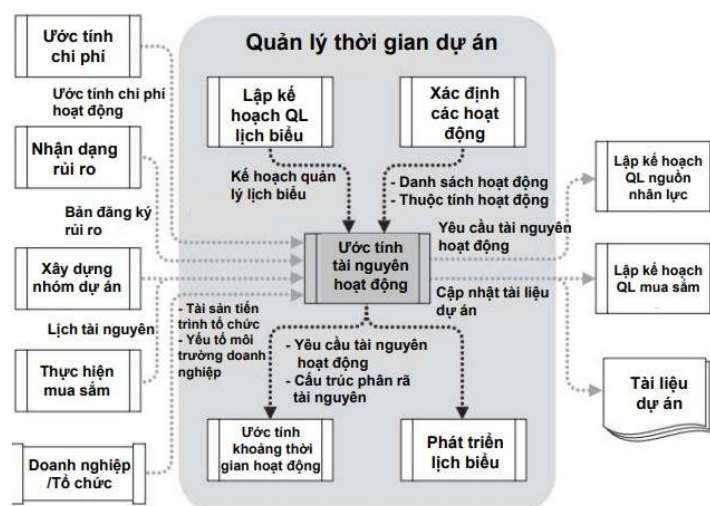 Quản lý thời gian dự án
Ước tính
chi phí
Ước tính chi phí
hoạt động
Nhận dạng
rủi ro
Bản đăng ký
rủi ro
Xây dựng
nhóm dự án
Lịch tài nguyên
Thực hiện
mua sắm
Doanh nghiệp
/Tổ chức
Lập kế
hoạch QL
lịch biểu
Xác định
các hoạt
động
Kế hoạch quản
lý lịch biểu
- Danh sách hoạt động
- Thuộc tính hoạt động
Ước tính
tài nguyên
hoạt động
Yêu cầu tài nguyên
hoạt động
Cập nhật tài liệu
dự án
- Tài sản tiến
trình tổ chức
- Yếu tố môi
trường doanh
nghiệp
- Yêu cầu tài nguyên
hoạt động
- Cấu trúc phân rã
tài nguyên
Ước tính
khoảng thời
gian hoạt động
Phát triển
lịch biểu
Lập kế hoạch
QL nguồn
nhân lực
Lập kế hoạch
QL mua sắm
Tài liệu
dự án